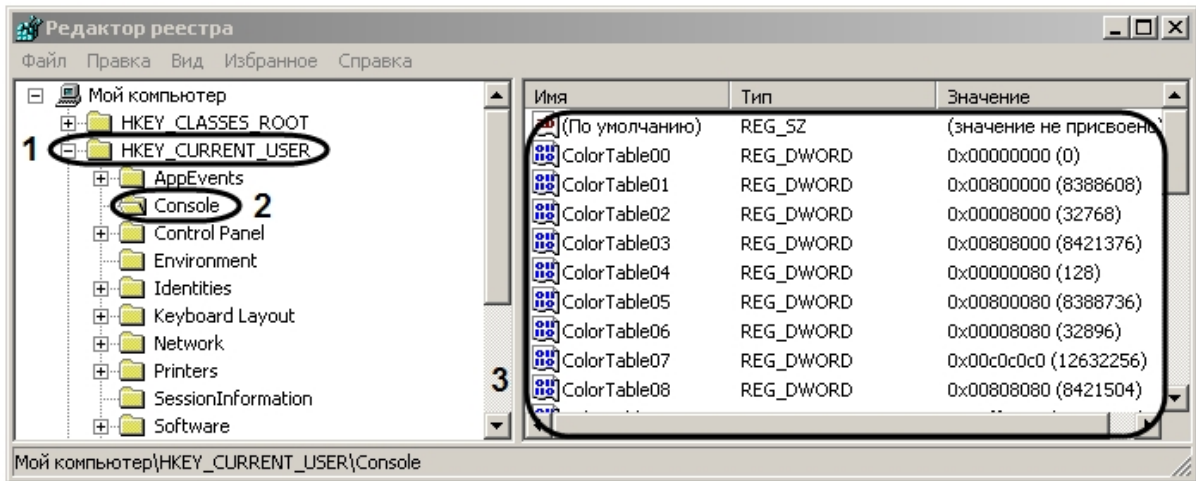 Редактор реестра
Файл Правка Вид Избранное Справка
Мой компьютер
HKEY_CLASSES_ROOT
1 HKEY_CURRENT_USER
AppEvents
Console 2
Control Panel
Environment
Identities
Keyboard Layout
Network
Printers
SessionInformation
Software
3
Имя Тип Значение
(По умолчанию) REG_SZ (значение не присвоено)
ColorTable00 REG_DWORD 0x00000000 (0)
ColorTable01 REG_DWORD 0x00800000 (8388608)
ColorTable02 REG_DWORD 0x00008000 (32768)
ColorTable03 REG_DWORD 0x00808000 (8421376)
ColorTable04 REG_DWORD 0x00000080 (128)
ColorTable05 REG_DWORD 0x00800080 (8388736)
ColorTable06 REG_DWORD 0x00008080 (32896)
ColorTable07 REG_DWORD 0x00c0c0c0 (12632256)
ColorTable08 REG_DWORD 0x00808080 (8421504)
Мой компьютер\HKEY_CURRENT_USER\Console